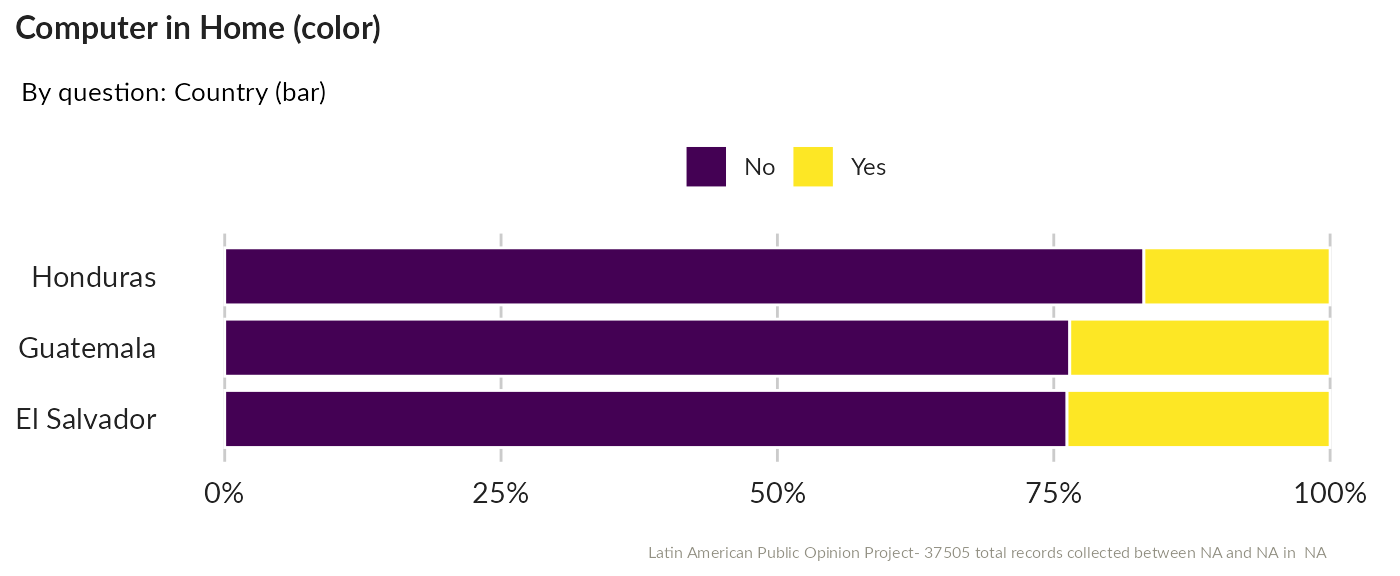 Computer in Home (color)
By question: Country (bar)
No Yes
Honduras
Guatemala
El Salvador
0% 25% 50% 75% 100%
Latin American Public Opinion Project- 37505 total records collected between NA and NA in  NA